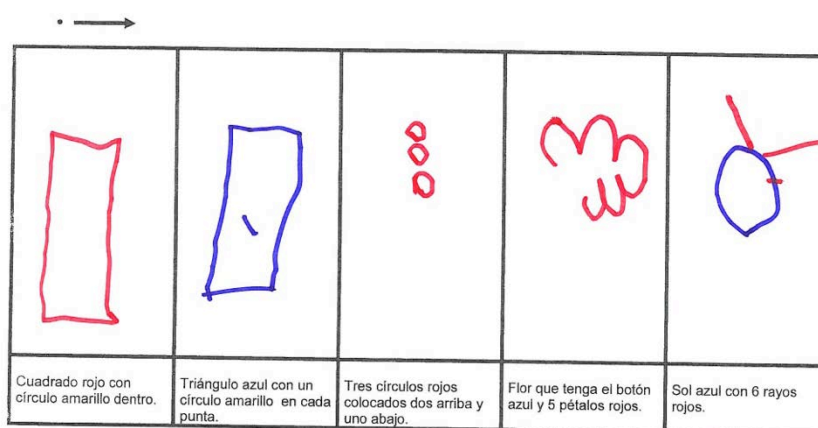 Cuadrado rojo con
círculo amarillo dentro.
Triángulo azul con un
círculo amarillo en cada
punta.
Tres círculos rojos
colocados dos arriba y
uno abajo.
Flor que tenga el botón
azul y 5 pétalos rojos.
Sol azul con 6 rayos
rojos.